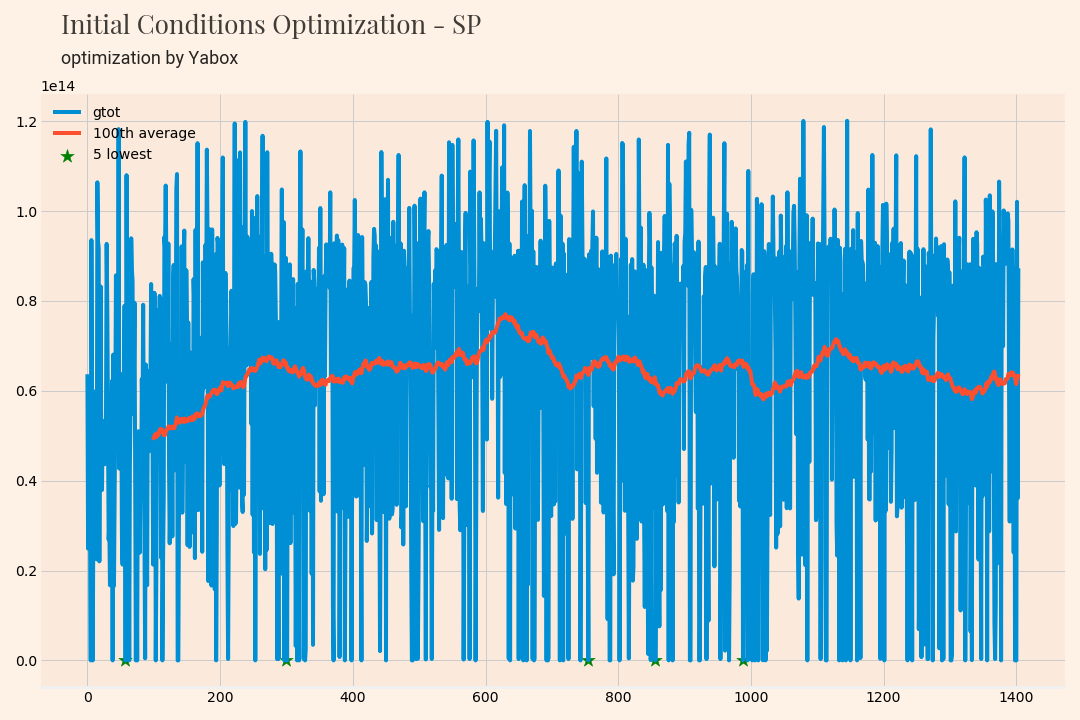 Initial Conditions Optimization - SP
optimization by Yabox
1e14
gtot
100th average
5 lowest
1.2
1.0
0.8
0.6
0.4
0.2
0.0
0 200 400 600 800 1000 1200 1400